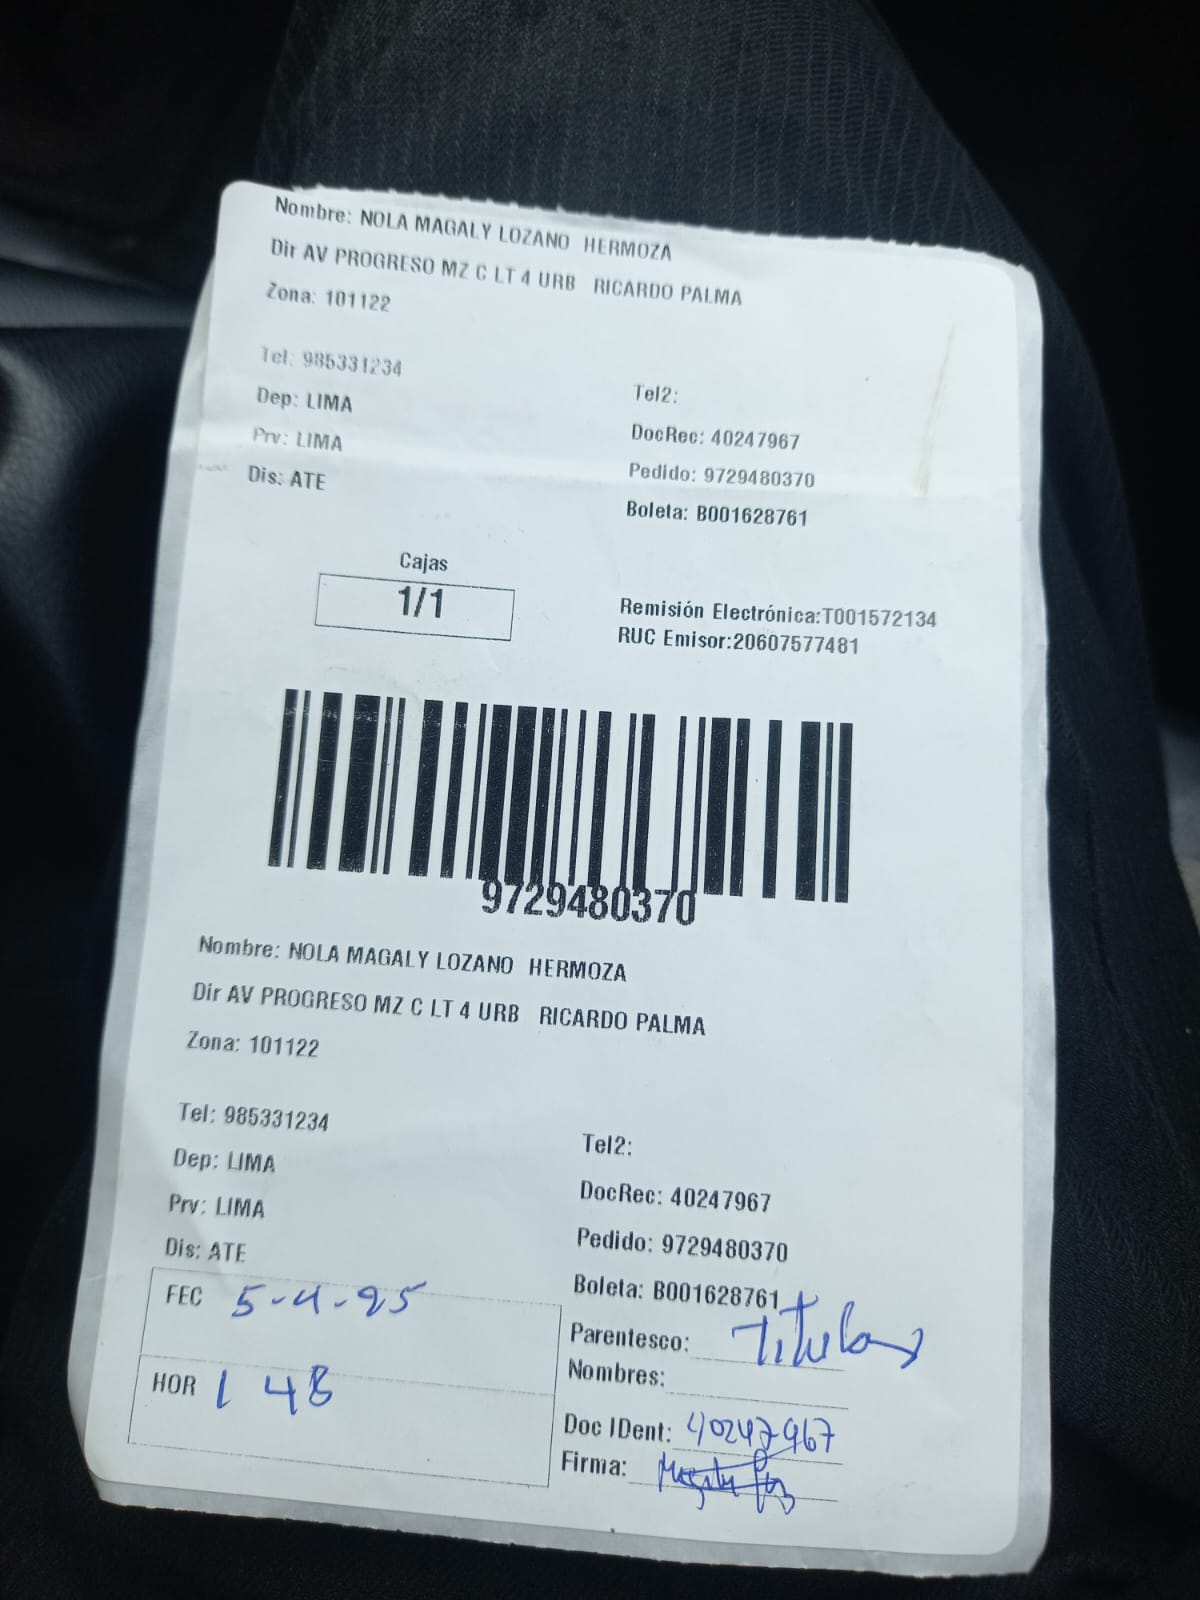 Nombre: NOLA MAGALY LOZANO HERMOZA
Dir AV PROGRESO MZ C LT 4 URB RICARDO PALMA
Zona: 101122
Tel: 985331234
Tel2:
Dep: LIMA
DocRec: 40247967
Prv: LIMA
Pedido: 9729480370
Dis: ATE
Boleta: B001628761
Cajas
1/1
Remisión Electrónica:T001572134
RUC Emisor:20607577481
9729480370
Nombre: NOLA MAGALY LOZANO HERMOZA
Dir AV PROGRESO MZ C LT 4 URB RICARDO PALMA
Zona: 101122
Tel: 985331234
Tel2:
Dep: LIMA
DocRec: 40247967
Prv: LIMA
Pedido: 9729480370
Dis: ATE
Boleta: B001628761
FEC 5-4-25
Parentesco: Titular
Nombres:
HOR 1 48
Doc IDent: 40247967
Firma: